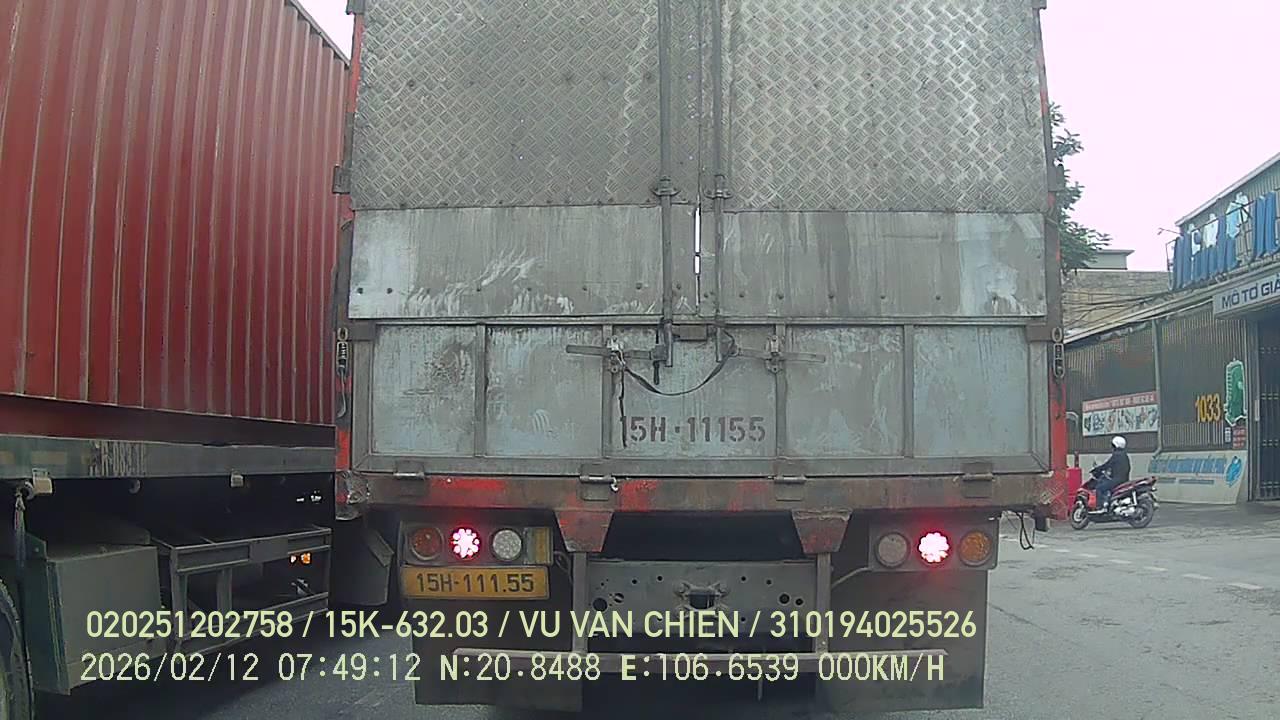 MÔ TÔ GIA
1033
15H-11155
15H-111.55
020251202758 / 15K-632.03 / VU VAN CHIEN / 310194025526
2026/02/12 07:49:12 N:20.8488 E:106.6539 000KM/H